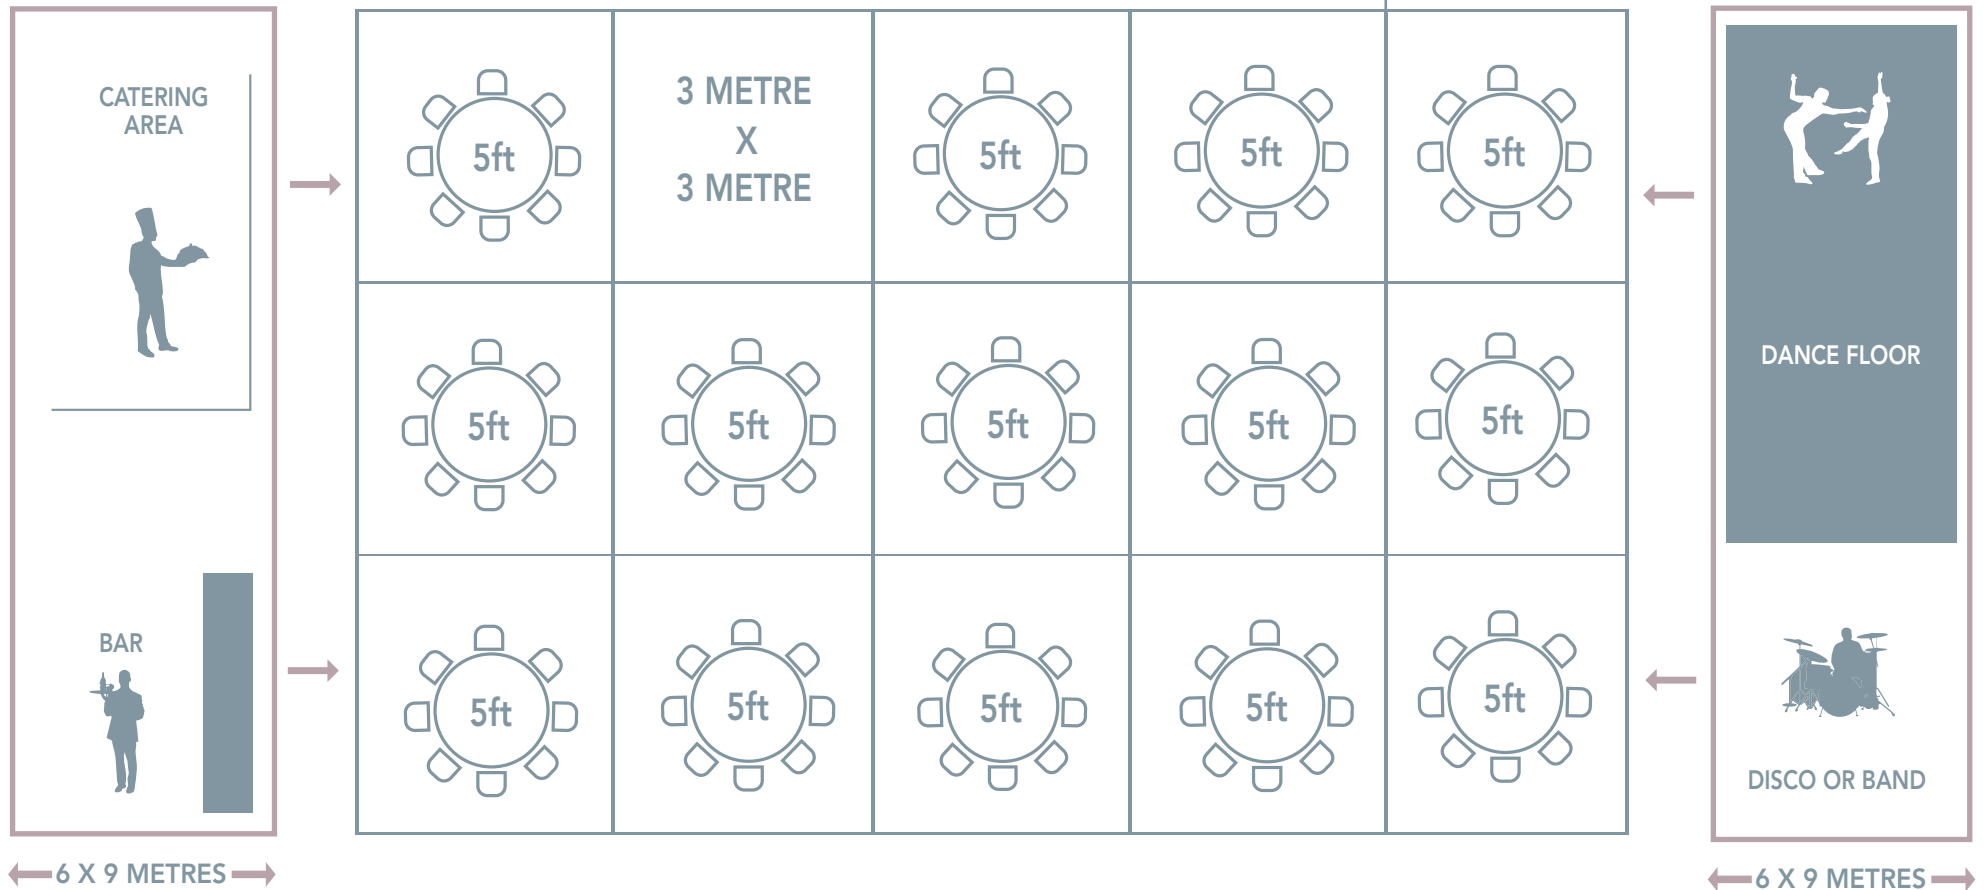 CATERING
AREA
BAR
6 X 9 METRES
5ft
3 METRE
X
3 METRE
5ft
5ft
5ft
5ft
5ft
5ft
5ft
5ft
5ft
5ft
5ft
5ft
5ft
DANCE FLOOR
DISCO OR BAND
6 X 9 METRES